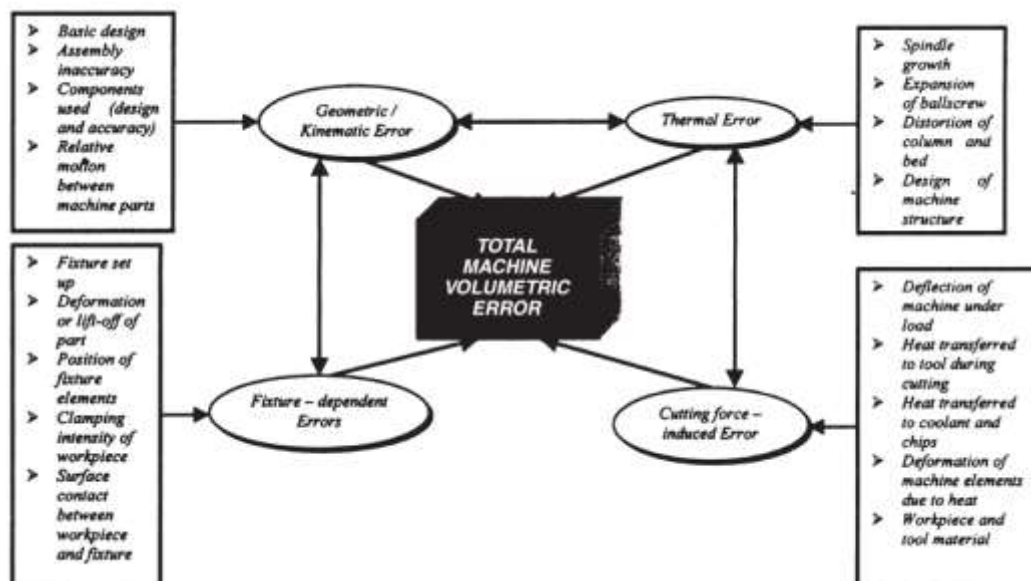 ➤ Basic design
➤ Assembly
inaccuracy
➤ Components
used (design
and accuracy)
➤ Relative
motion
between
machine parts
Geometric /
Kinematic Error
Thermal Error
➤ Spindle
growth
➤ Expansion
of ballscrew
➤ Distortion of
column and
bed
➤ Design of
machine
structure
TOTAL
MACHINE
VOLUMETRIC
ERROR
➤ Fixture set
up
➤ Deformation
or lift-off of
part
➤ Position of
fixture
elements
➤ Clamping
intensity of
workpiece
➤ Surface
contact
between
workpiece
and fixture
Fixture – dependent
Errors
Cutting force –
induced Error
➤ Deflection of
machine under
load
➤ Heat transferred
to tool during
cutting
➤ Heat transferred
to coolant and
chips
➤ Deformation of
machine elements
due to heat
➤ Workpiece and
tool material